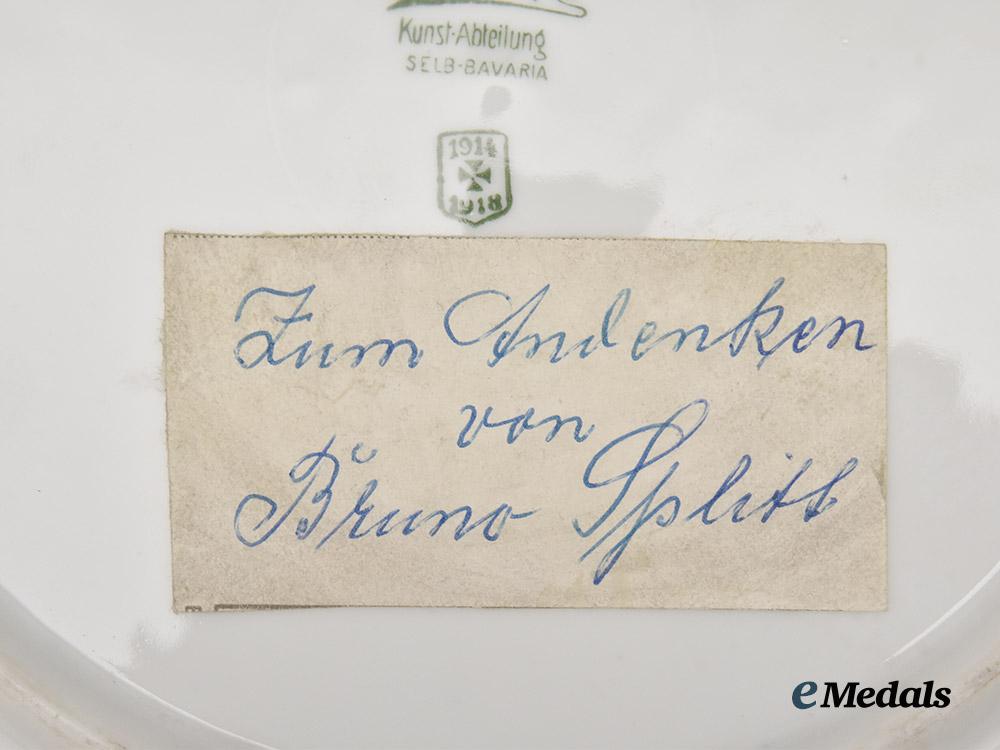 Kunst-Abteilung
SELB-BAVARIA
1914
1918
Zum Andenken
von
Bruno Splitt
eMedals